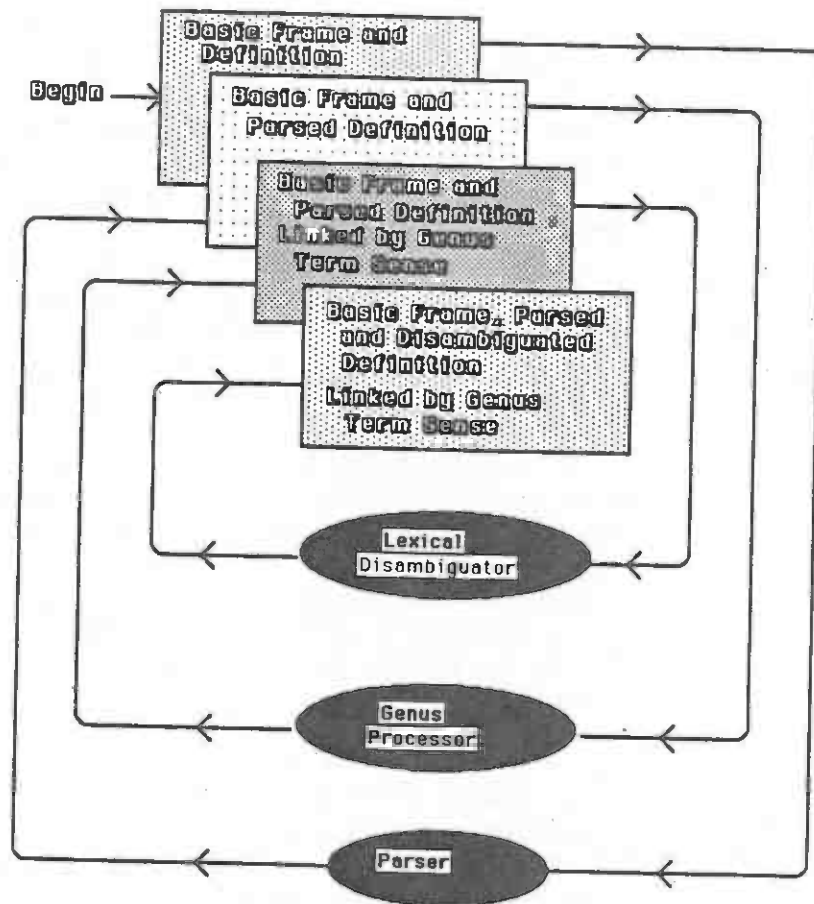 Basic Frame and
Definition
Begin
Basic Frame and
Parsed Definition
Basic Frame and
Parsed Definition
Linked by Genus
Term Sense
Basic Frame, Parsed
and Disambiguated
Definition
Linked by Genus
Term Sense
Lexical
Disambiguator
Genus
Processor
Parser